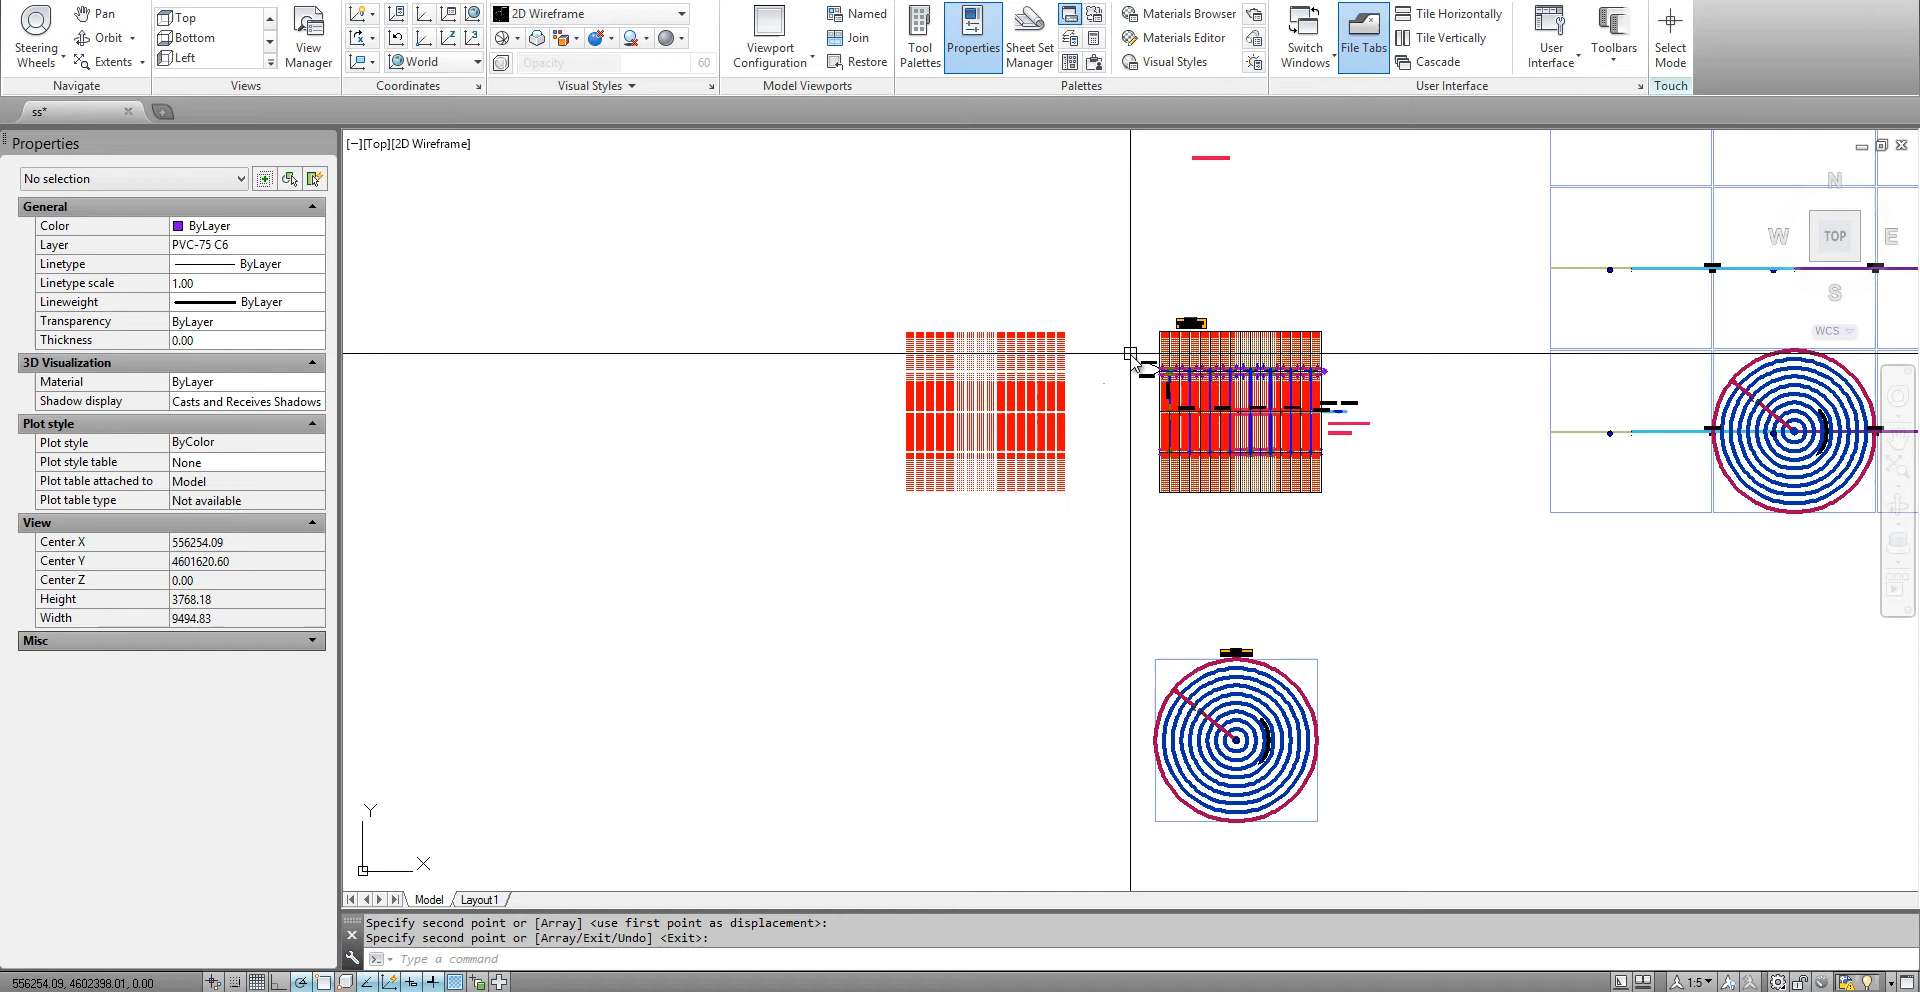 Steering Wheels
Pan
Orbit
Extents
Navigate
Top
Bottom
Left
View Manager
Views
World
Coordinates
2D Wireframe
Opacity 60
Visual Styles
Viewport Configuration
Named
Join
Restore
Model Viewports
Tool Palettes
Properties
Sheet Set Manager
Materials Browser
Materials Editor
Visual Styles
Palettes
Switch Windows
File Tabs
Tile Horizontally
Tile Vertically
Cascade
User Interface
Toolbars
User Interface
Select Mode
Touch
ss*
Properties
No selection
General
Color ByLayer
Layer PVC-75 C6
Linetype ByLayer
Linetype scale 1.00
Lineweight ByLayer
Transparency ByLayer
Thickness 0.00
3D Visualization
Material ByLayer
Shadow display Casts and Receives Shadows
Plot style
Plot style ByColor
Plot style table None
Plot table attached to Model
Plot table type Not available
View
Center X 556254.09
Center Y 4601620.60
Center Z 0.00
Height 3768.18
Width 9494.83
Misc
[−][Top][2D Wireframe]
N
W TOP E
S
WCS
Y
X
Model Layout1
Specify second point or [Array] <use first point as displacement>:
Specify second point or [Array/Exit/Undo] <Exit>:
Type a command
556254.09, 4602398.01, 0.00
1:5